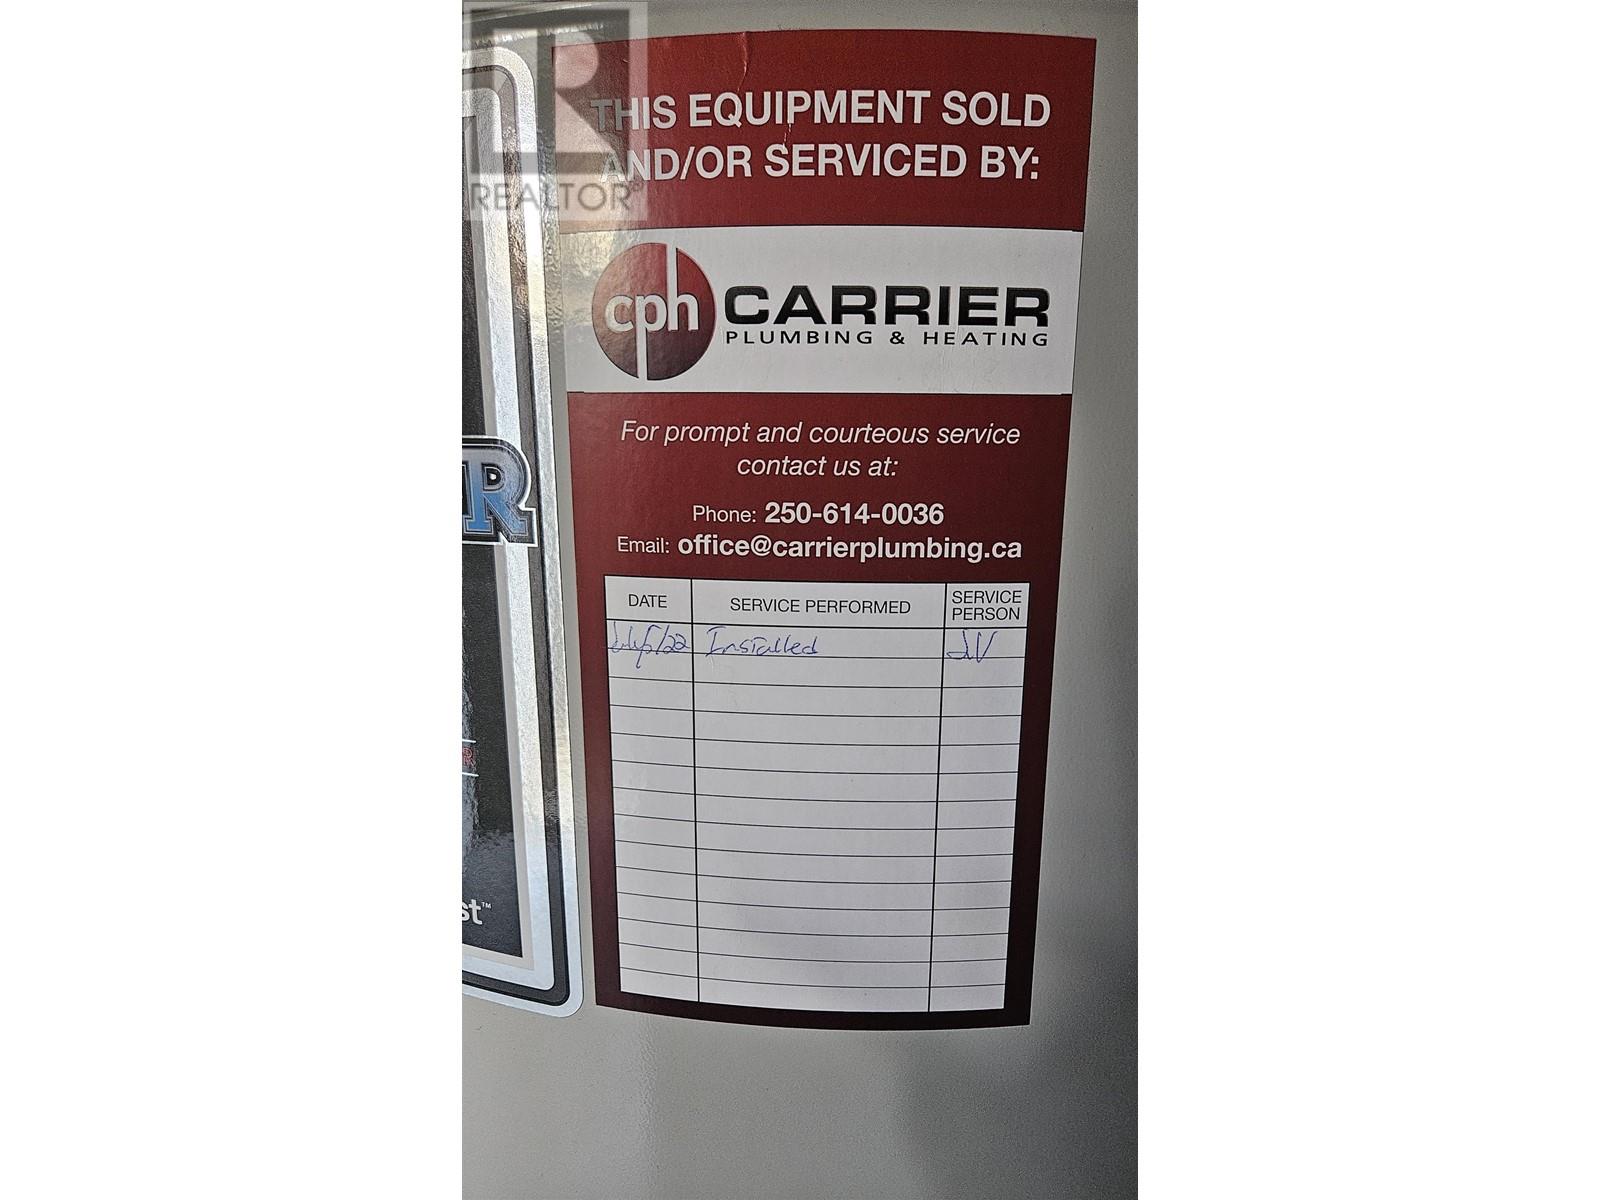 REALTOR®
THIS EQUIPMENT SOLD
AND/OR SERVICED BY:
cph CARRIER
PLUMBING & HEATING
For prompt and courteous service
contact us at:
Phone: 250-614-0036
Email: office@carrierplumbing.ca
DATE SERVICE PERFORMED SERVICE PERSON
Installed
R
R
st™